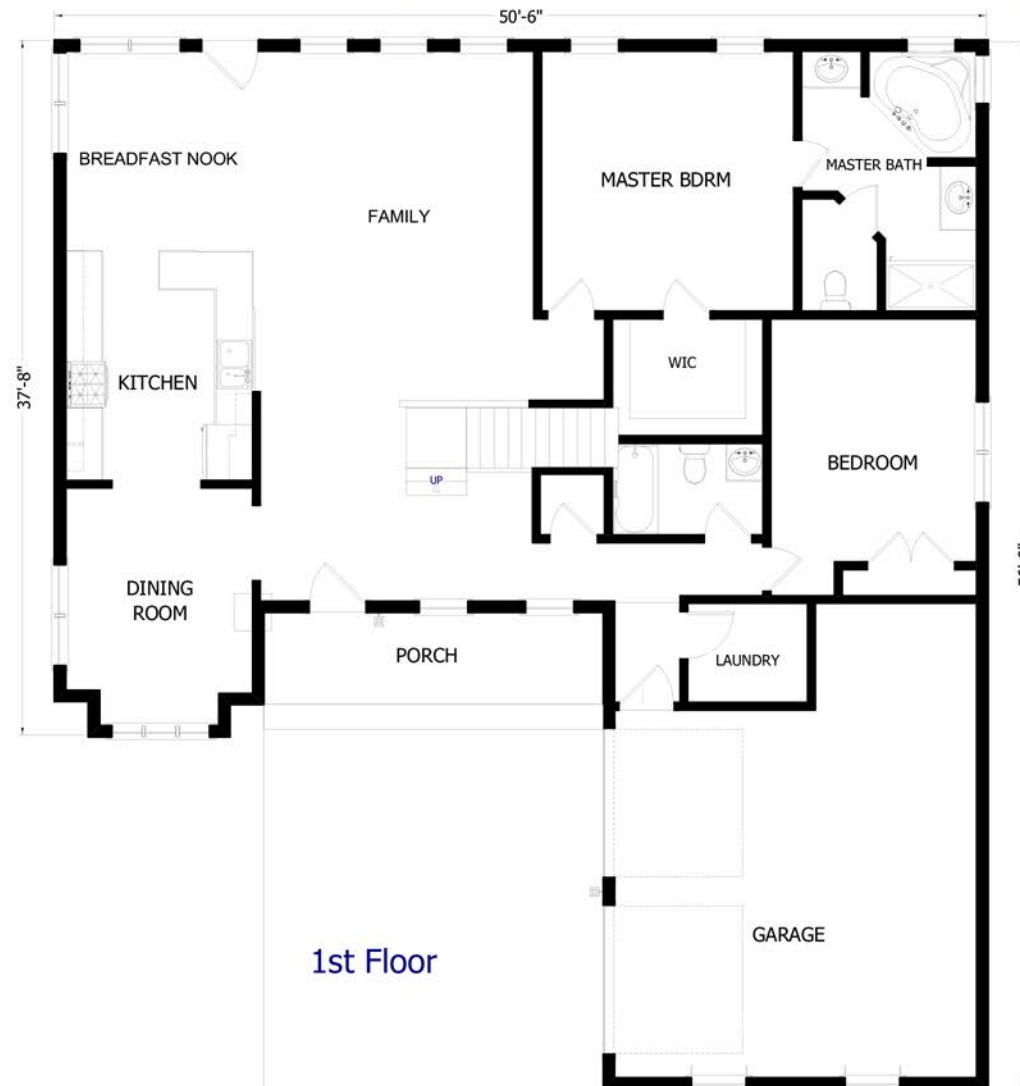 50'-6"
BREADFAST NOOK
MASTER BATH
MASTER BDRM
FAMILY
37'-8"
WIC
KITCHEN
BEDROOM
UP
DINING
ROOM
PORCH
LAUNDRY
GARAGE
1st Floor